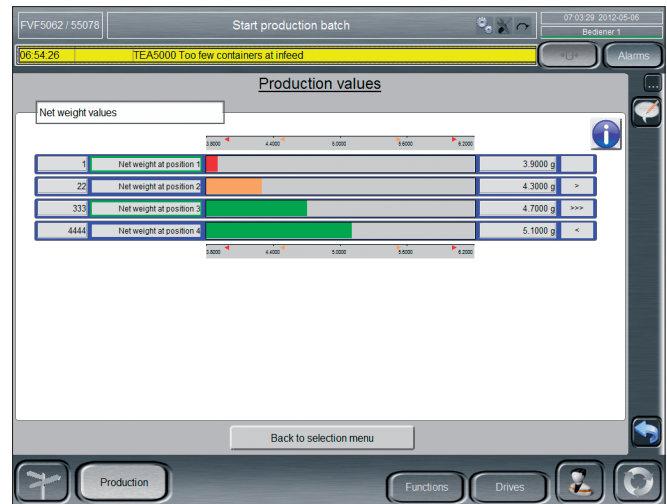 FVF5062 / 55078
Start production batch
07:03:29 2012-05-06
Bediener 1
06:54:26
TEA5000 Too few containers at infeed
Alarms
Production values
...
Net weight values
i
3.8000 4.4000 5.0000 5.6000 6.2000
1 Net weight at position 1 3.9000 g
22 Net weight at position 2 4.3000 g >
333 Net weight at position 3 4.7000 g >>>
4444 Net weight at position 4 5.1000 g <
3.8000 4.4000 5.0000 5.6000 6.2000
Back to selection menu
Production
Functions
Drives